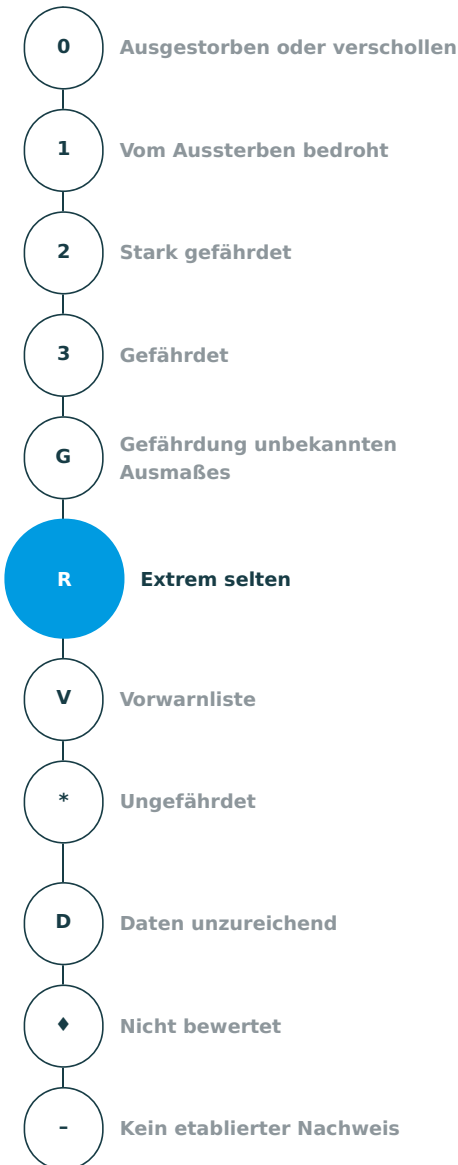 0 Ausgestorben oder verschollen
1 Vom Aussterben bedroht
2 Stark gefährdet
3 Gefährdet
G Gefährdung unbekannten
Ausmaßes
R Extrem selten
V Vorwarnliste
* Ungefährdet
D Daten unzureichend
♦ Nicht bewertet
– Kein etablierter Nachweis